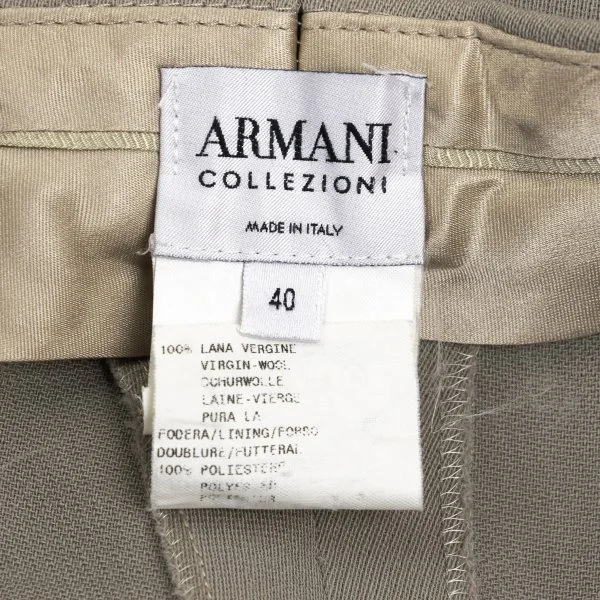 ARMANI
COLLEZIONI
MADE IN ITALY
40
100% LANA VERGINE
VIRGIN-WOOL
SCHURWOLLE
LAINE-VIERGE
PURA LA
FODERA/LINING/FORRO
DOUBLURE/FUTTERAL
100% POLIESTERE